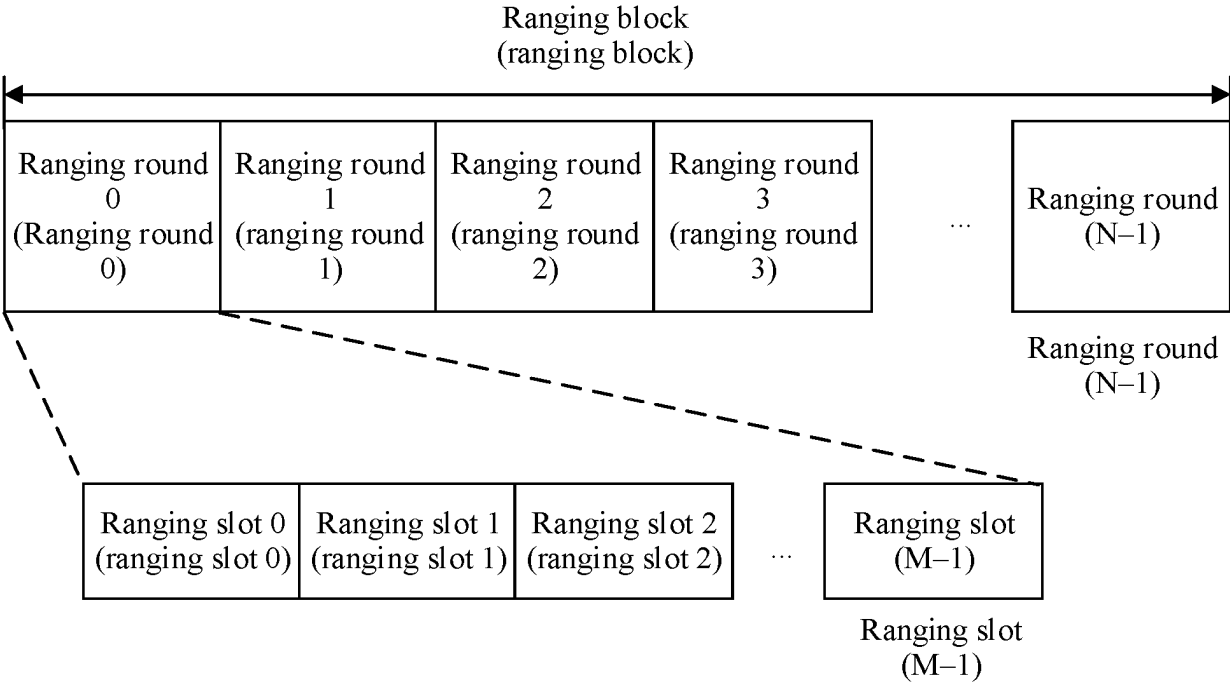 Ranging block
(ranging block)
Ranging round
0
(Ranging round
0)
Ranging round
1
(ranging round
1)
Ranging round
2
(ranging round
2)
Ranging round
3
(ranging round
3)
...
Ranging round
(N–1)
Ranging round
(N–1)
Ranging slot 0
(ranging slot 0)
Ranging slot 1
(ranging slot 1)
Ranging slot 2
(ranging slot 2)
...
Ranging slot
(M–1)
Ranging slot
(M–1)